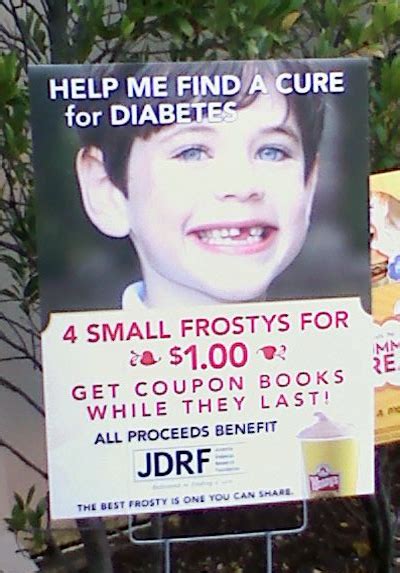 HELP ME FIND A CURE
for DIABETES
4 SMALL FROSTYS FOR
$1.00
GET COUPON BOOKS
WHILE THEY LAST!
ALL PROCEEDS BENEFIT
JDRF
Wendy's
THE BEST FROSTY IS ONE YOU CAN SHARE.